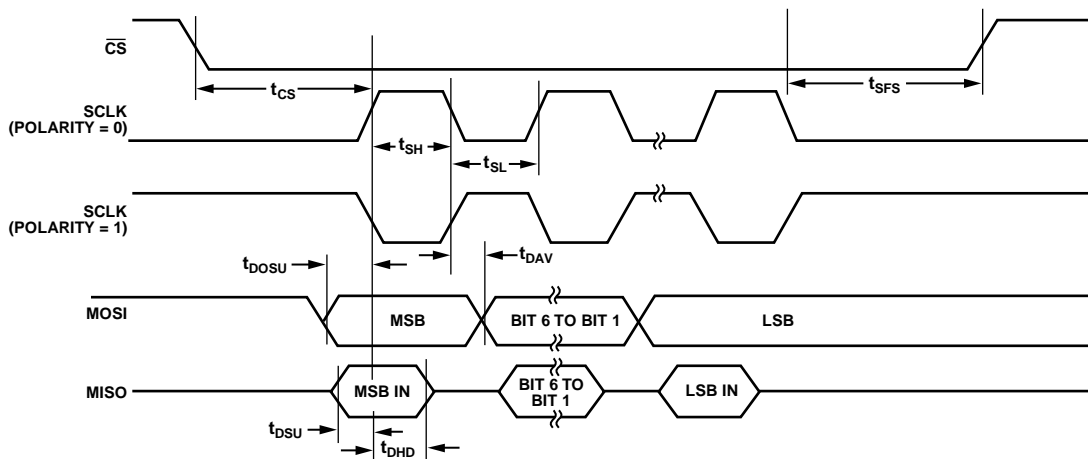 CS
tCS
tSFS
SCLK
(POLARITY = 0)
tSH
tSL
SCLK
(POLARITY = 1)
tDOSU
tDAV
MOSI
MSB
BIT 6 TO BIT 1
LSB
MISO
MSB IN
BIT 6 TO
BIT 1
LSB IN
tDSU
tDHD